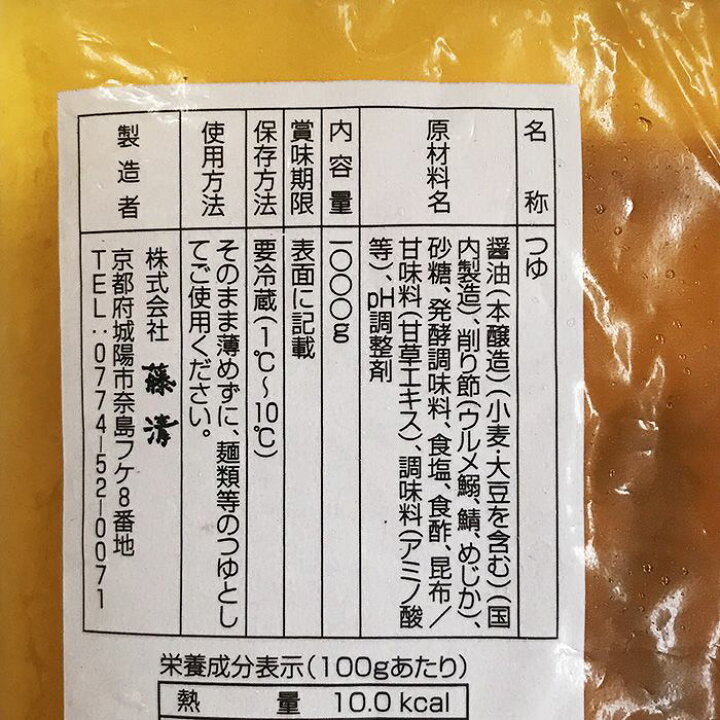 名称
つゆ
原材料名
醤油(本醸造)(小麦・大豆を含む)(国
内製造)、削り節(ウルメ鰯、鯖、めじか)、
砂糖、発酵調味料、食塩、食酢、昆布/
甘味料(甘草エキス)、調味料(アミノ酸
等)、pH調整剤
内容量
一〇〇〇g
賞味期限
表面に記載
保存方法
要冷蔵(1℃〜10℃)
使用方法
そのまま薄めずに、麺類等のつゆとし
てご使用ください。
製造者
株式会社 藤清
京都府城陽市奈島フケ8番地
TEL:0774-52-0071
栄養成分表示(100gあたり)
熱量 10.0 kcal